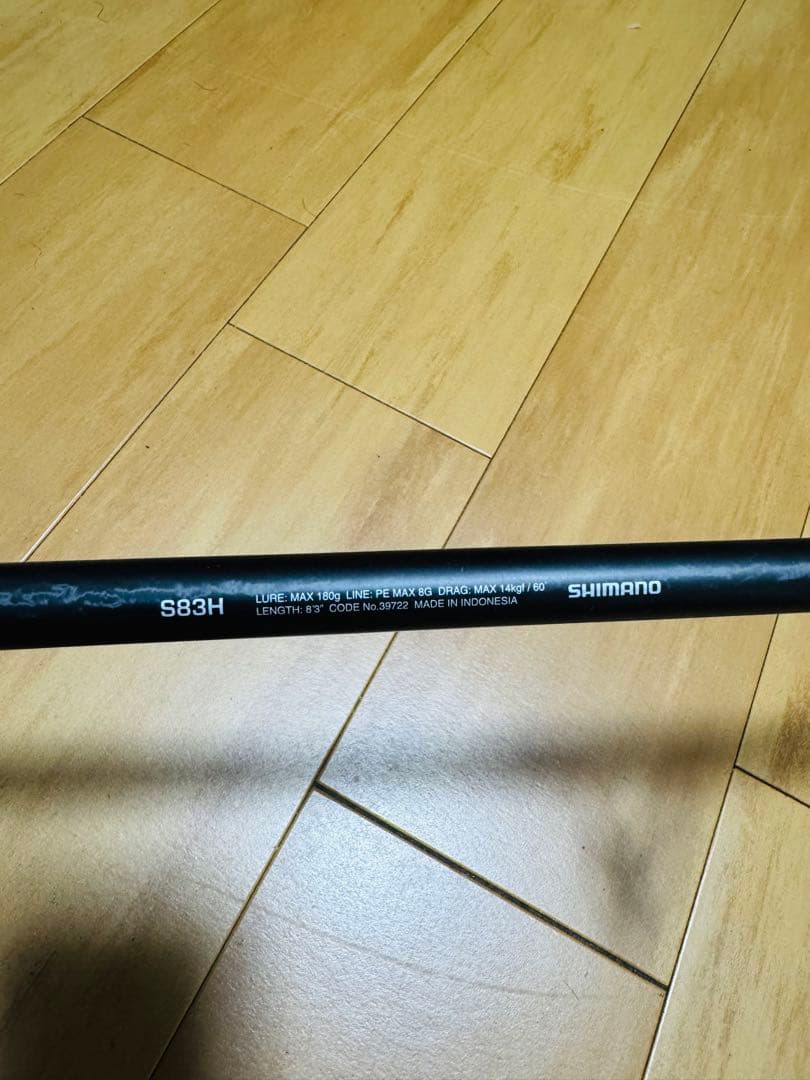 S83H
LURE: MAX 180g LINE: PE MAX 8G DRAG: MAX 14kgf / 60°
LENGTH: 8'3" CODE No.39722 MADE IN INDONESIA
SHIMANO